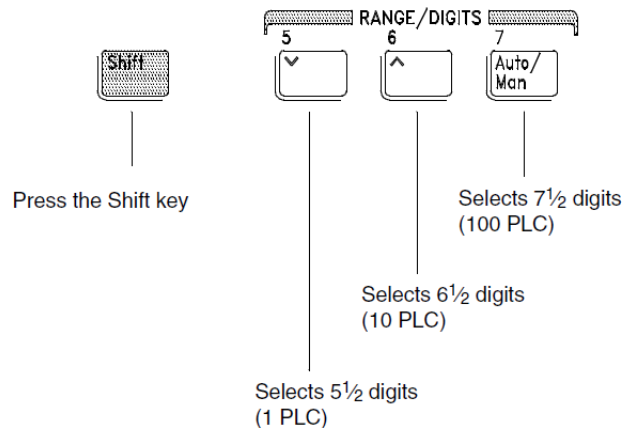 RANGE/DIGITS
5 6 7
Shift Auto/
Man
Press the Shift key
Selects 7½ digits
(100 PLC)
Selects 6½ digits
(10 PLC)
Selects 5½ digits
(1 PLC)